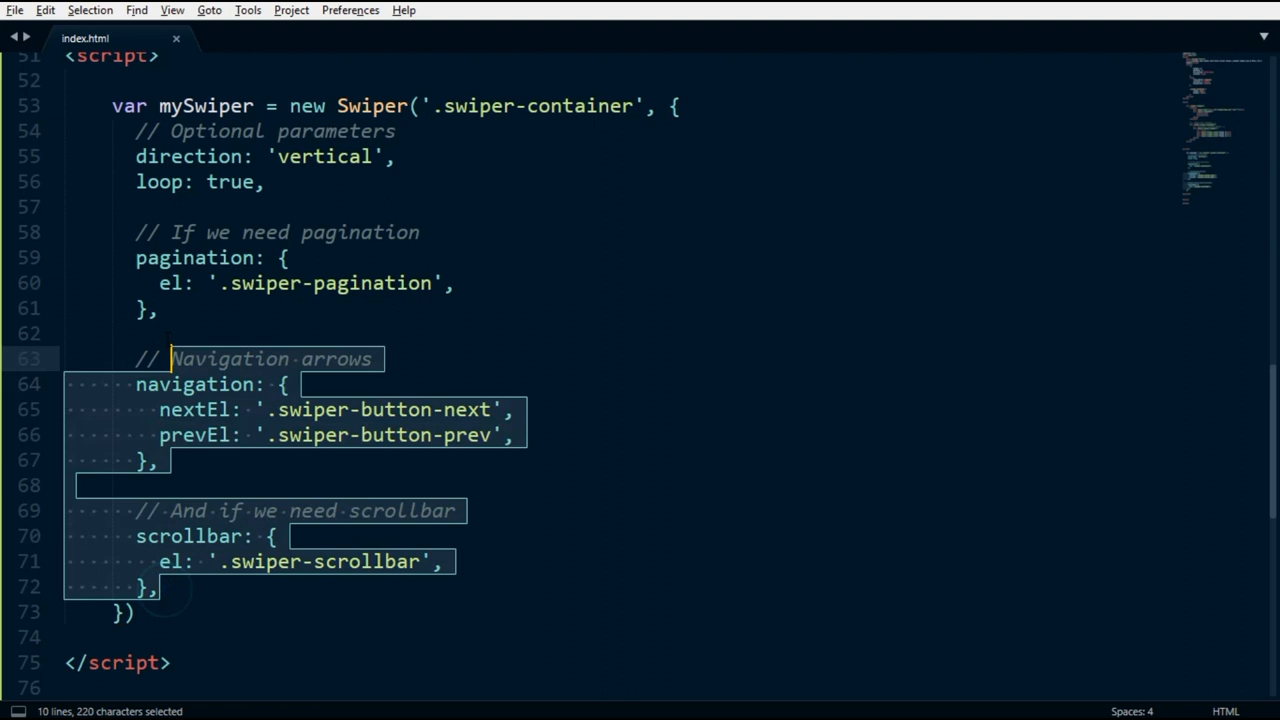 File Edit Selection Find View Goto Tools Project Preferences Help
index.html
51 <script>
52
53 var mySwiper = new Swiper('.swiper-container', {
54 // Optional parameters
55 direction: 'vertical',
56 loop: true,
57
58 // If we need pagination
59 pagination: {
60 el: '.swiper-pagination',
61 },
62
63 // Navigation arrows
64 navigation: {
65 nextEl: '.swiper-button-next',
66 prevEl: '.swiper-button-prev',
67 },
68
69 // And if we need scrollbar
70 scrollbar: {
71 el: '.swiper-scrollbar',
72 },
73 })
74
75 </script>
76
10 lines, 220 characters selected Spaces: 4 HTML